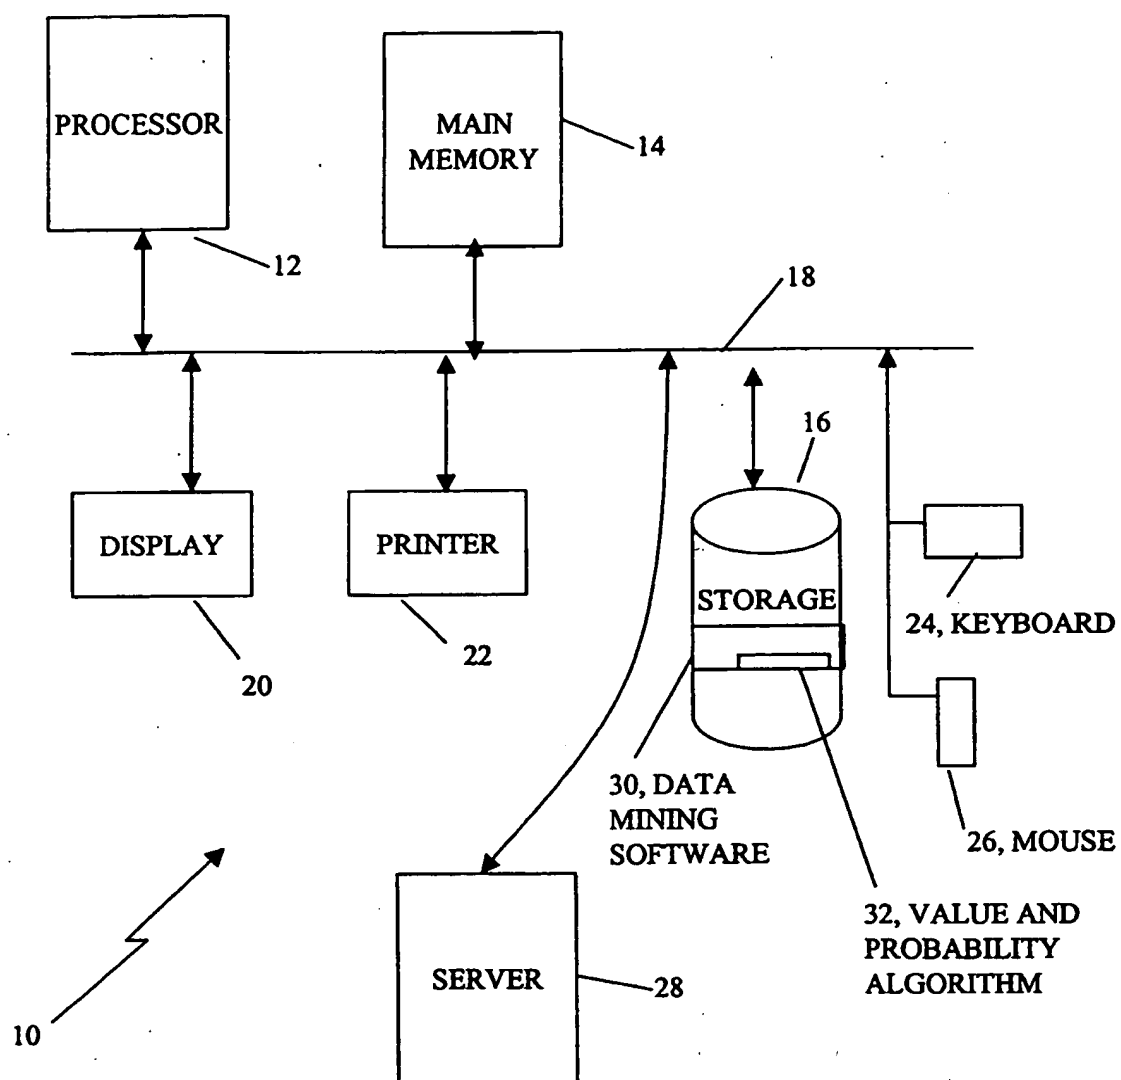 PROCESSOR
MAIN
MEMORY
14
12
18
16
DISPLAY
PRINTER
STORAGE
24, KEYBOARD
20
22
30, DATA
MINING
SOFTWARE
26, MOUSE
32, VALUE AND
PROBABILITY
ALGORITHM
SERVER
28
10